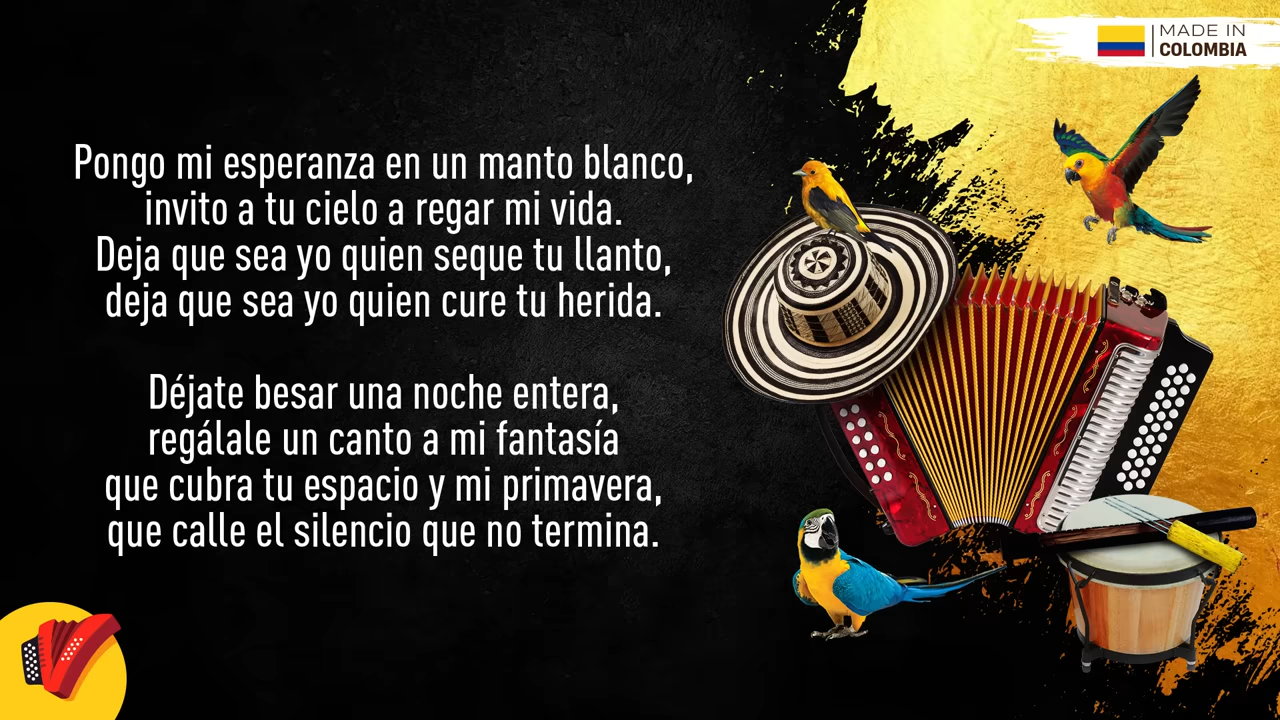 MADE IN
COLOMBIA
Pongo mi esperanza en un manto blanco,
invito a tu cielo a regar mi vida.
Deja que sea yo quien seque tu llanto,
deja que sea yo quien cure tu herida.
Déjate besar una noche entera,
regálale un canto a mi fantasía
que cubra tu espacio y mi primavera,
que calle el silencio que no termina.